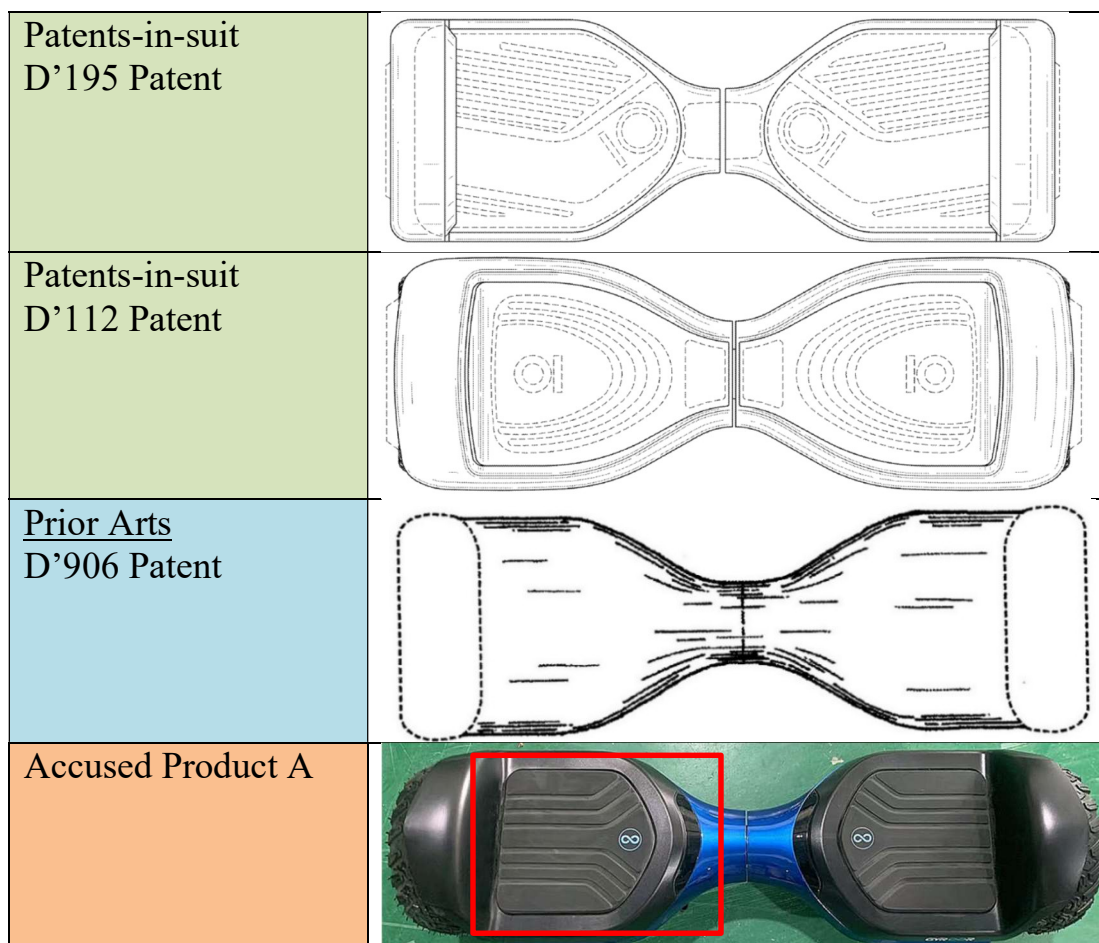 Patents-in-suit
D’195 Patent
Patents-in-suit
D’112 Patent
Prior Arts
D’906 Patent
Accused Product A